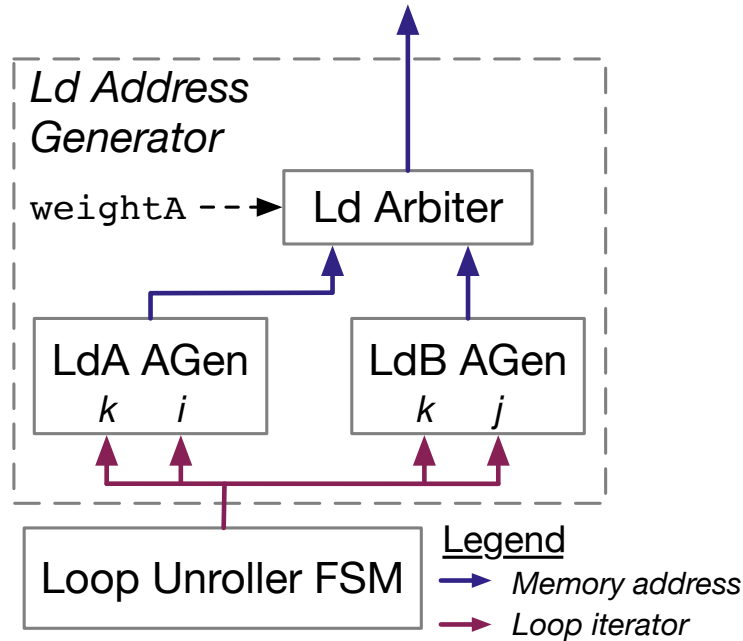 Ld Address
Generator
weightA
Ld Arbiter
LdA AGen
k i
LdB AGen
k j
Loop Unroller FSM
Legend
Memory address
Loop iterator